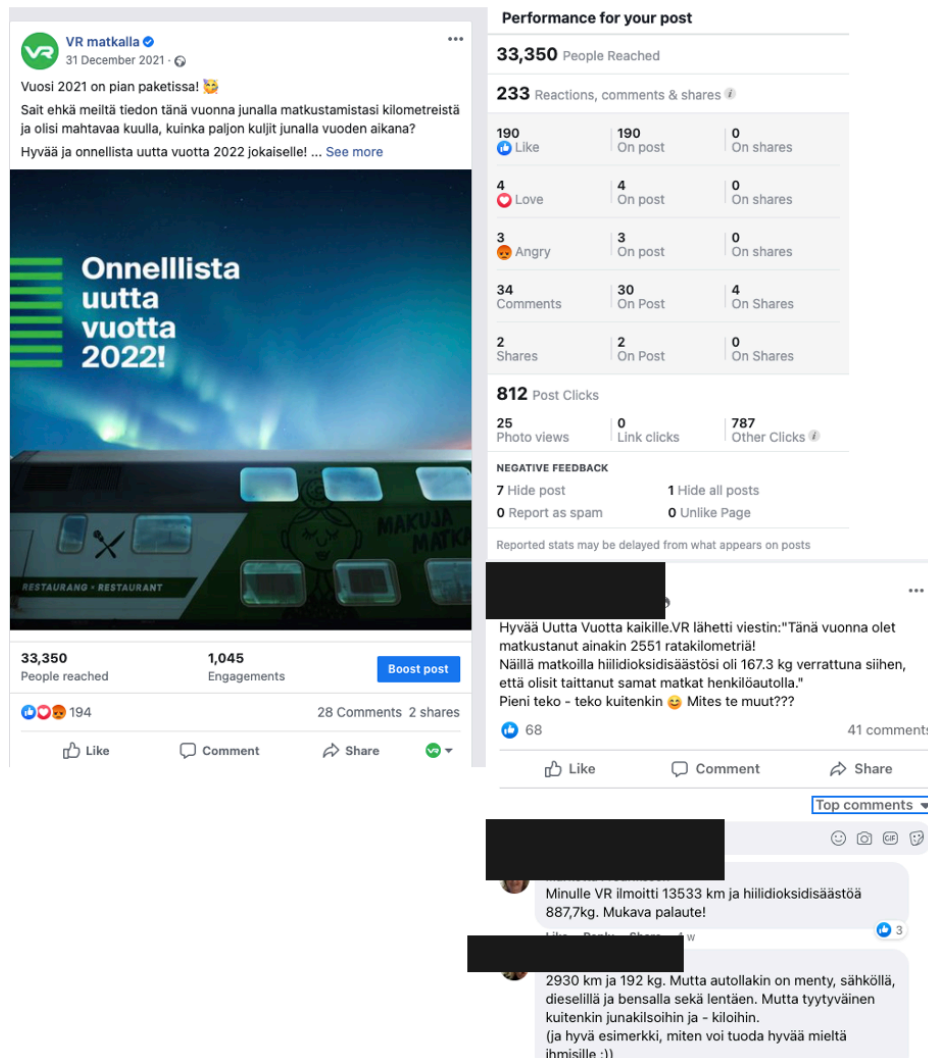 VR matkalla
31 December 2021 ·
Vuosi 2021 on pian paketissa! 🥳
Sait ehkä meiltä tiedon tänä vuonna junalla matkustamistasi kilometreistä
ja olisi mahtavaa kuulla, kuinka paljon kuljit junalla vuoden aikana?
Hyvää ja onnellista uutta vuotta 2022 jokaiselle! ... See more
Onnelllista
uutta
vuotta
2022!
MAKUJA
MATKA
RESTAURANG • RESTAURANT
33,350
People reached
1,045
Engagements
Boost post
194
28 Comments 2 shares
Like
Comment
Share
Performance for your post
33,350 People Reached
233 Reactions, comments & shares
190
Like
190
On post
0
On shares
4
Love
4
On post
0
On shares
3
Angry
3
On post
0
On shares
34
Comments
30
On Post
4
On Shares
2
Shares
2
On Post
0
On Shares
812 Post Clicks
25
Photo views
0
Link clicks
787
Other Clicks
NEGATIVE FEEDBACK
7 Hide post
1 Hide all posts
0 Report as spam
0 Unlike Page
Reported stats may be delayed from what appears on posts
Hyvää Uutta Vuotta kaikille.VR lähetti viestin:"Tänä vuonna olet
matkustanut ainakin 2551 ratakilometriä!
Näillä matkoilla hiilidioksidisäästösi oli 167.3 kg verrattuna siihen,
että olisit taittanut samat matkat henkilöautolla."
Pieni teko - teko kuitenkin 😊 Mites te muut???
68
41 comments
Like
Comment
Share
Top comments
GIF
Minulle VR ilmoitti 13533 km ja hiilidioksidisäästöä
887,7kg. Mukava palaute!
3
2930 km ja 192 kg. Mutta autollakin on menty, sähköllä,
dieselillä ja bensalla sekä lentäen. Mutta tyytyväinen
kuitenkin junakilsoihin ja - kiloihin.
(ja hyvä esimerkki, miten voi tuoda hyvää mieltä
ihmisille :))